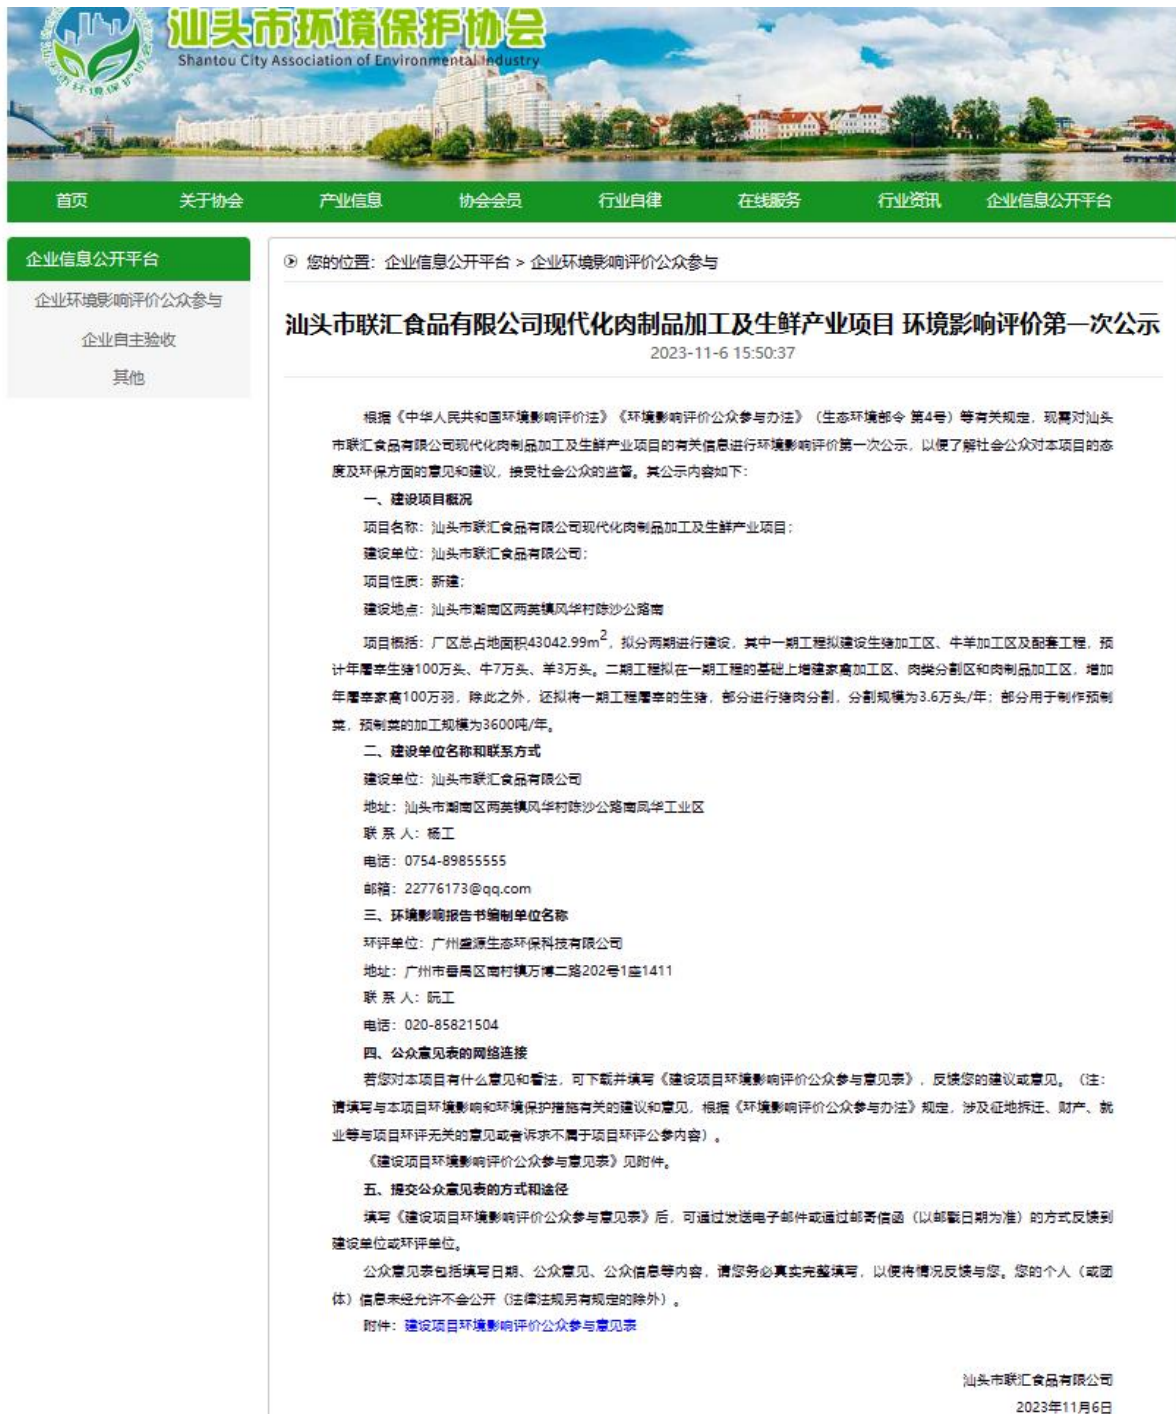 汕头市环境保护协会
Shantou City Association of Environmental Industry
首页 关于协会 产业信息 协会会员 行业自律 在线服务 行业资讯 企业信息公开平台
企业信息公开平台
企业环境影响评价公众参与
企业自主验收
其他
您的位置：企业信息公开平台 > 企业环境影响评价公众参与
汕头市联汇食品有限公司现代化肉制品加工及生鲜产业项目 环境影响评价第一次公示
2023-11-6 15:50:37
根据《中华人民共和国环境影响评价法》《环境影响评价公众参与办法》（生态环境部令 第4号）等有关规定，现需对汕头
市联汇食品有限公司现代化肉制品加工及生鲜产业项目的有关信息进行环境影响评价第一次公示，以便了解社会公众对本项目的态
度及环保方面的意见和建议，接受社会公众的监督。其公示内容如下：
一、建设项目概况
项目名称：汕头市联汇食品有限公司现代化肉制品加工及生鲜产业项目；
建设单位：汕头市联汇食品有限公司；
项目性质：新建；
建设地点：汕头市潮南区两英镇风华村陈沙公路南
项目概括：厂区总占地面积43042.99m²，拟分两期进行建设，其中一期工程拟建设生猪加工区、牛羊加工区及配套工程，预
计年屠宰生猪100万头、牛7万头、羊3万头。二期工程拟在一期工程的基础上增建家禽加工区、肉类分割区和肉制品加工区，增加
年屠宰家禽100万羽，除此之外，还拟将一期工程屠宰的生猪，部分进行猪肉分割，分割规模为3.6万头/年；部分用于制作预制
菜，预制菜的加工规模为3600吨/年。
二、建设单位名称和联系方式
建设单位：汕头市联汇食品有限公司
地址：汕头市潮南区两英镇风华村陈沙公路南凤华工业区
联 系 人：杨工
电话：0754-89855555
邮箱：22776173@qq.com
三、环境影响报告书编制单位名称
环评单位：广州盛源生态环保科技有限公司
地址：广州市番禺区南村镇万博二路202号1座1411
联 系 人：阮工
电话：020-85821504
四、公众意见表的网络连接
若您对本项目有什么意见和看法，可下载并填写《建设项目环境影响评价公众参与意见表》，反馈您的建议或意见。（注：
请填写与本项目环境影响和环境保护措施有关的建议和意见，根据《环境影响评价公众参与办法》规定，涉及征地拆迁、财产、就
业等与项目环评无关的意见或者诉求不属于项目环评公参内容）。
《建设项目环境影响评价公众参与意见表》见附件。
五、提交公众意见表的方式和途径
填写《建设项目环境影响评价公众参与意见表》后，可通过发送电子邮件或通过邮寄信函（以邮戳日期为准）的方式反馈到
建设单位或环评单位。
公众意见表包括填写日期、公众意见、公众信息等内容，请您务必真实完整填写，以便将情况反馈与您。您的个人（或团
体）信息未经允许不会公开（法律法规另有规定的除外）。
附件：建设项目环境影响评价公众参与意见表
汕头市联汇食品有限公司
2023年11月6日